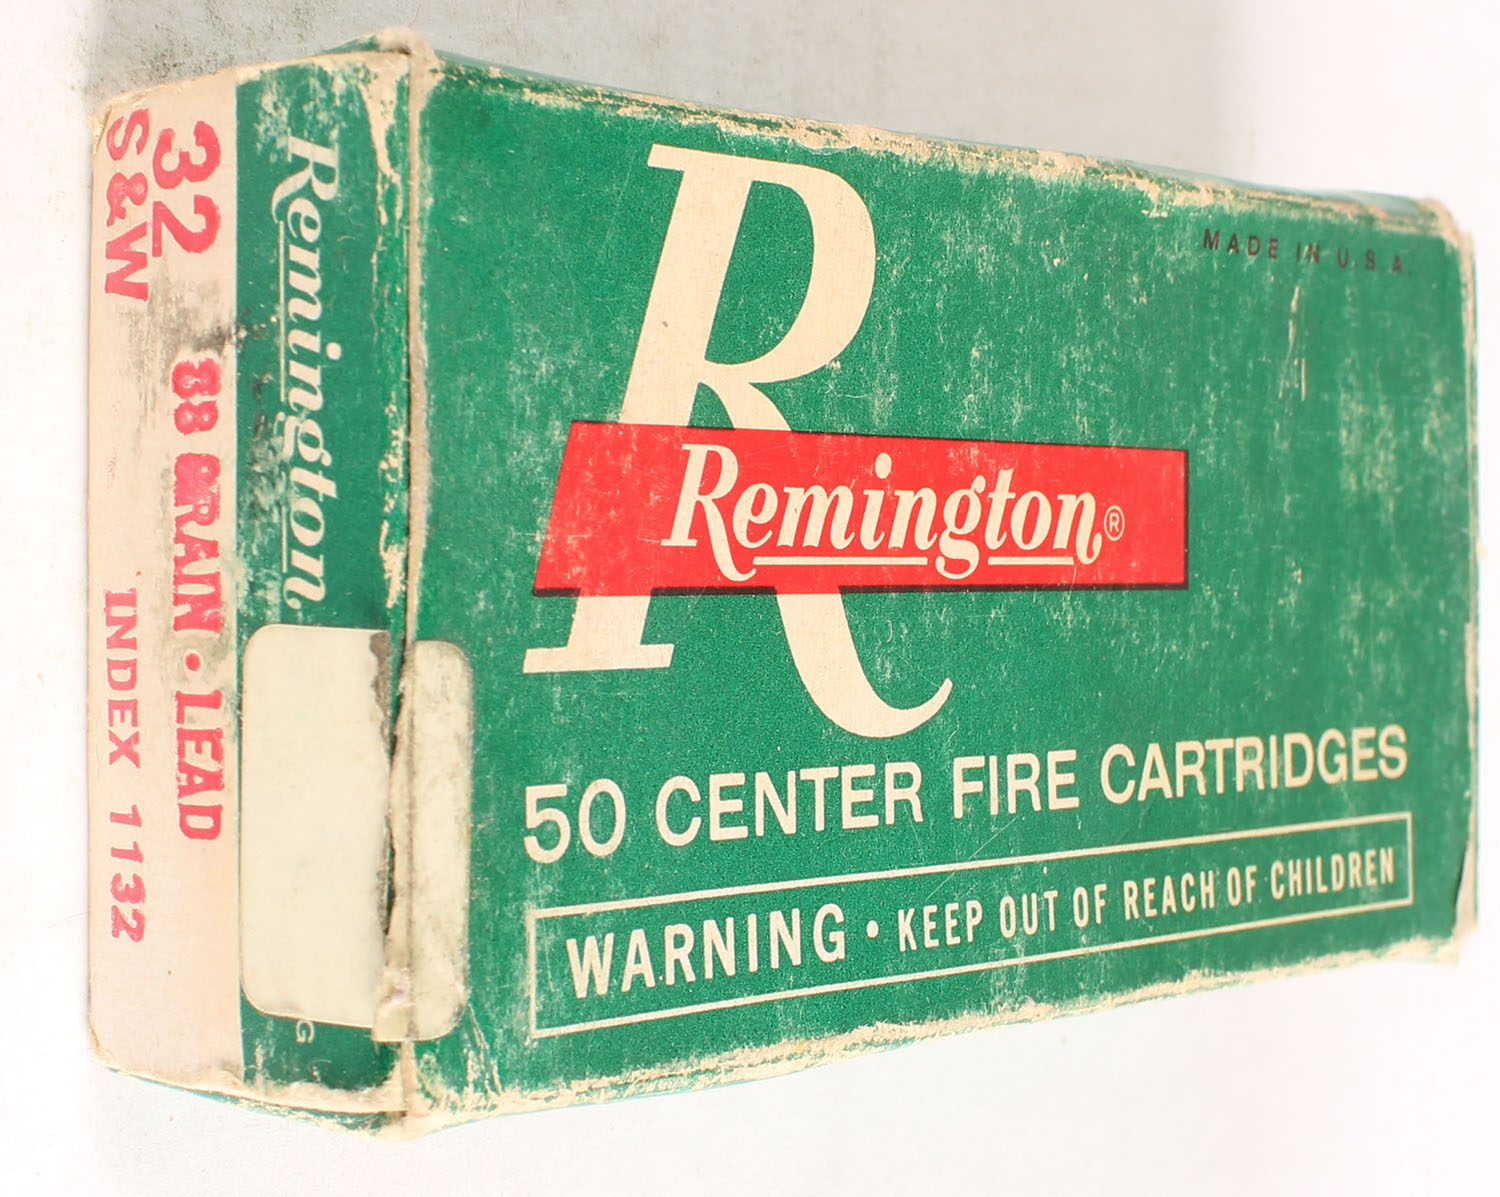 MADE IN U.S.A.
R
Remington®
50 CENTER FIRE CARTRIDGES
WARNING • KEEP OUT OF REACH OF CHILDREN
Remington
G
32
S&W
88 GRAIN • LEAD
INDEX 1132